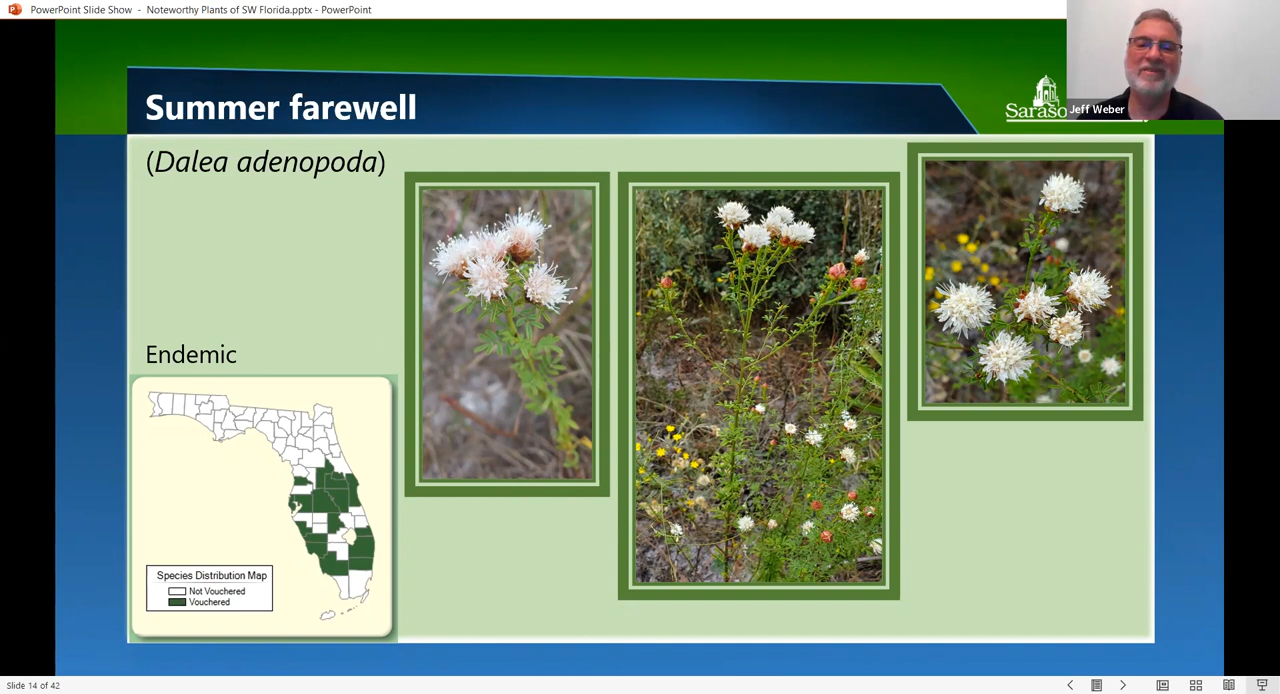 PowerPoint Slide Show - Noteworthy Plants of SW Florida.pptx - PowerPoint
Summer farewell
Saraso
Jeff Weber
(Dalea adenopoda)
Endemic
Species Distribution Map
Not Vouchered
Vouchered
Slide 14 of 42